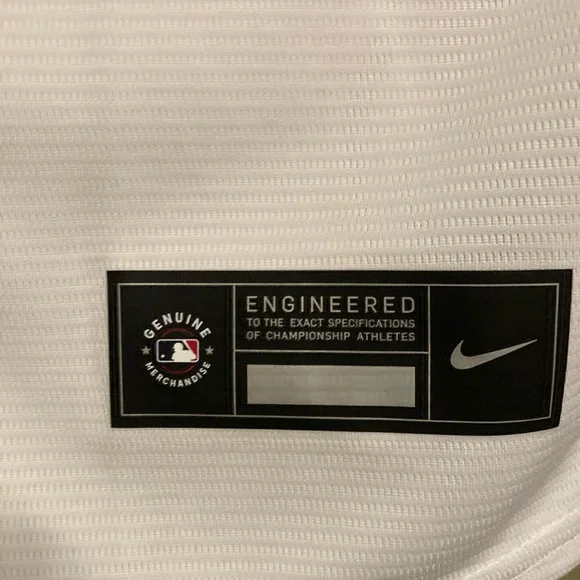 GENUINE
MERCHANDISE
ENGINEERED
TO THE EXACT SPECIFICATIONS
OF CHAMPIONSHIP ATHLETES